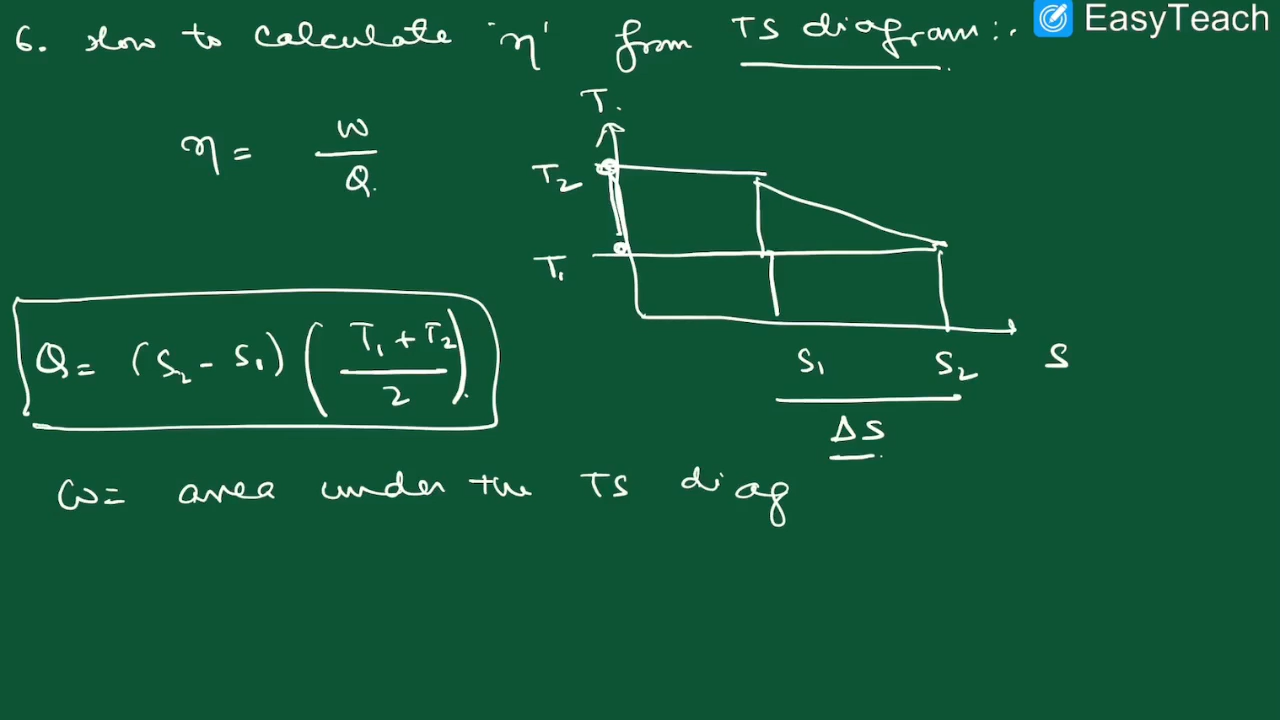 6. How to calculate 'η' from TS diagram :-
EasyTeach
η = W / Q.
T.
T2
T1
S1 S2 S
ΔS
Q = (S2 - S1) ( (T1 + T2) / 2 ).
W = area under the TS diag